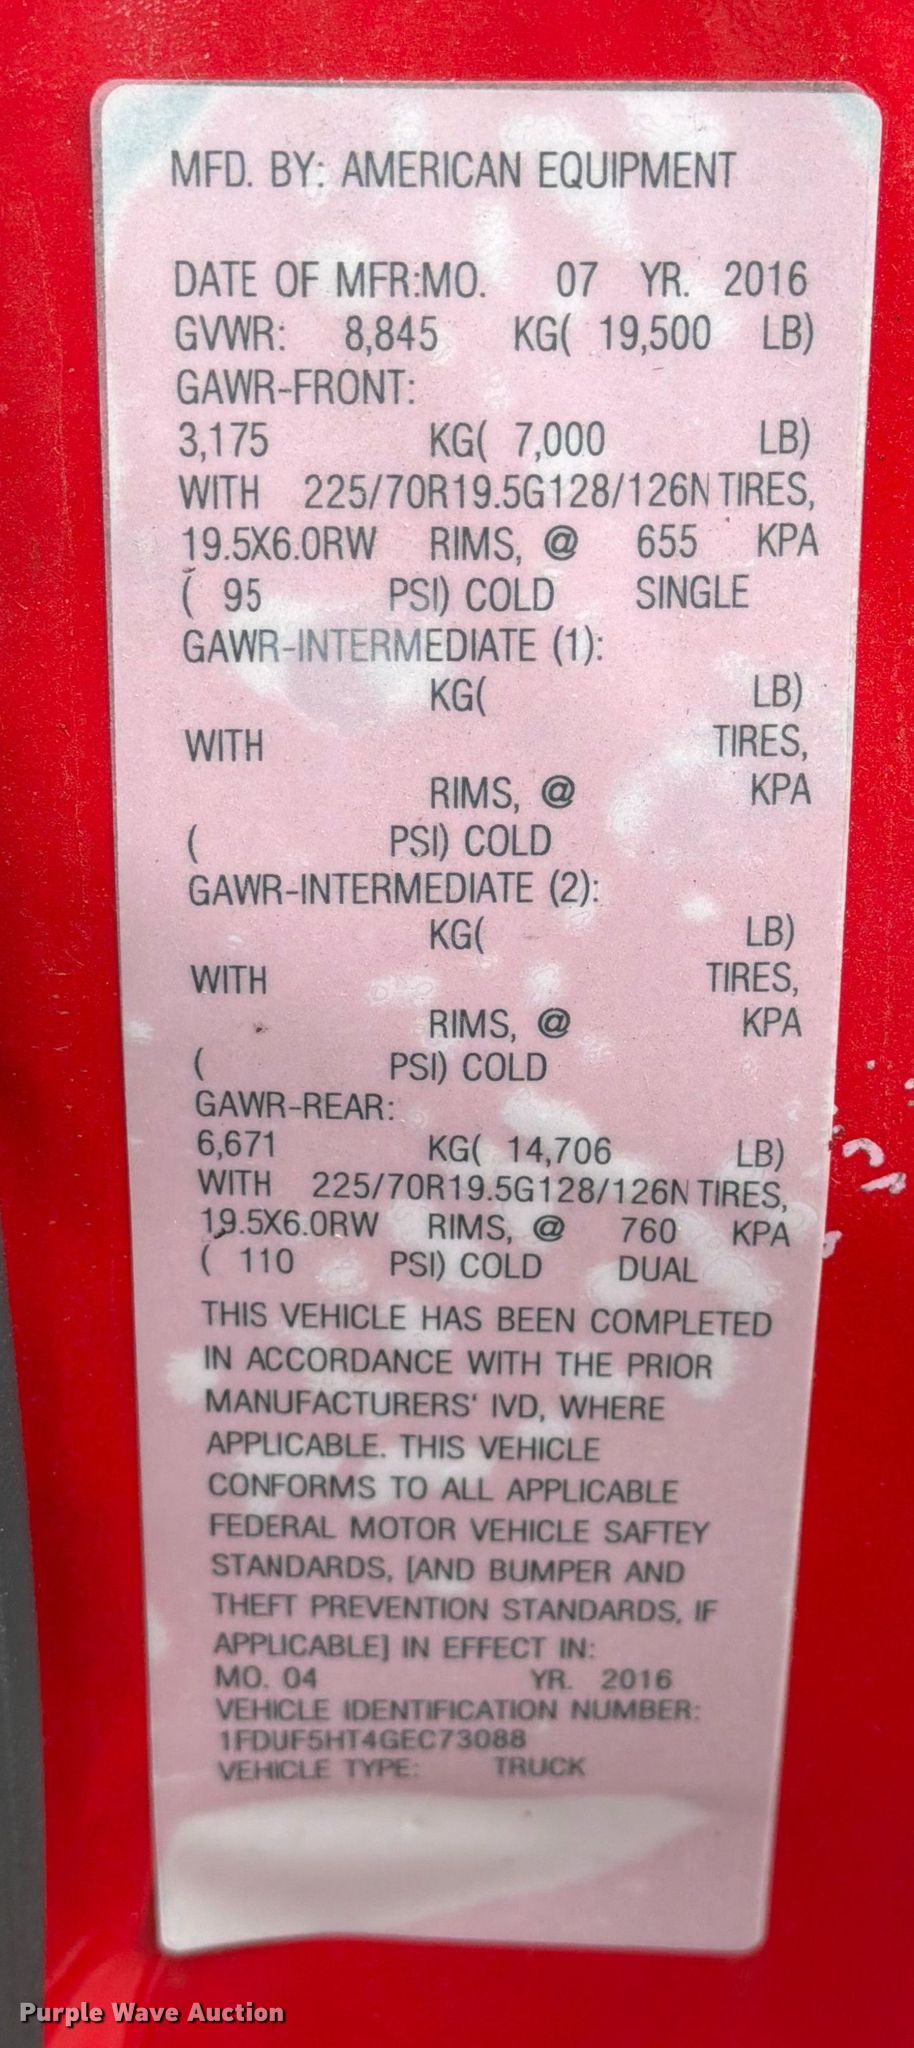 MFD. BY: AMERICAN EQUIPMENT
DATE OF MFR:MO. 07 YR. 2016
GVWR: 8,845 KG( 19,500 LB)
GAWR-FRONT:
3,175 KG( 7,000 LB)
WITH 225/70R19.5G128/126N TIRES,
19.5X6.0RW RIMS, @ 655 KPA
( 95 PSI) COLD SINGLE
GAWR-INTERMEDIATE (1):
KG( LB)
WITH TIRES,
RIMS, @ KPA
( PSI) COLD
GAWR-INTERMEDIATE (2):
KG( LB)
WITH TIRES,
RIMS, @ KPA
( PSI) COLD
GAWR-REAR:
6,671 KG( 14,706 LB)
WITH 225/70R19.5G128/126N TIRES,
19.5X6.0RW RIMS, @ 760 KPA
( 110 PSI) COLD DUAL
THIS VEHICLE HAS BEEN COMPLETED
IN ACCORDANCE WITH THE PRIOR
MANUFACTURERS' IVD, WHERE
APPLICABLE. THIS VEHICLE
CONFORMS TO ALL APPLICABLE
FEDERAL MOTOR VEHICLE SAFTEY
STANDARDS, [AND BUMPER AND
THEFT PREVENTION STANDARDS, IF
APPLICABLE] IN EFFECT IN:
MO. 04 YR. 2016
VEHICLE IDENTIFICATION NUMBER:
1FDUF5HT4GEC73088
VEHICLE TYPE: TRUCK
Purple Wave Auction